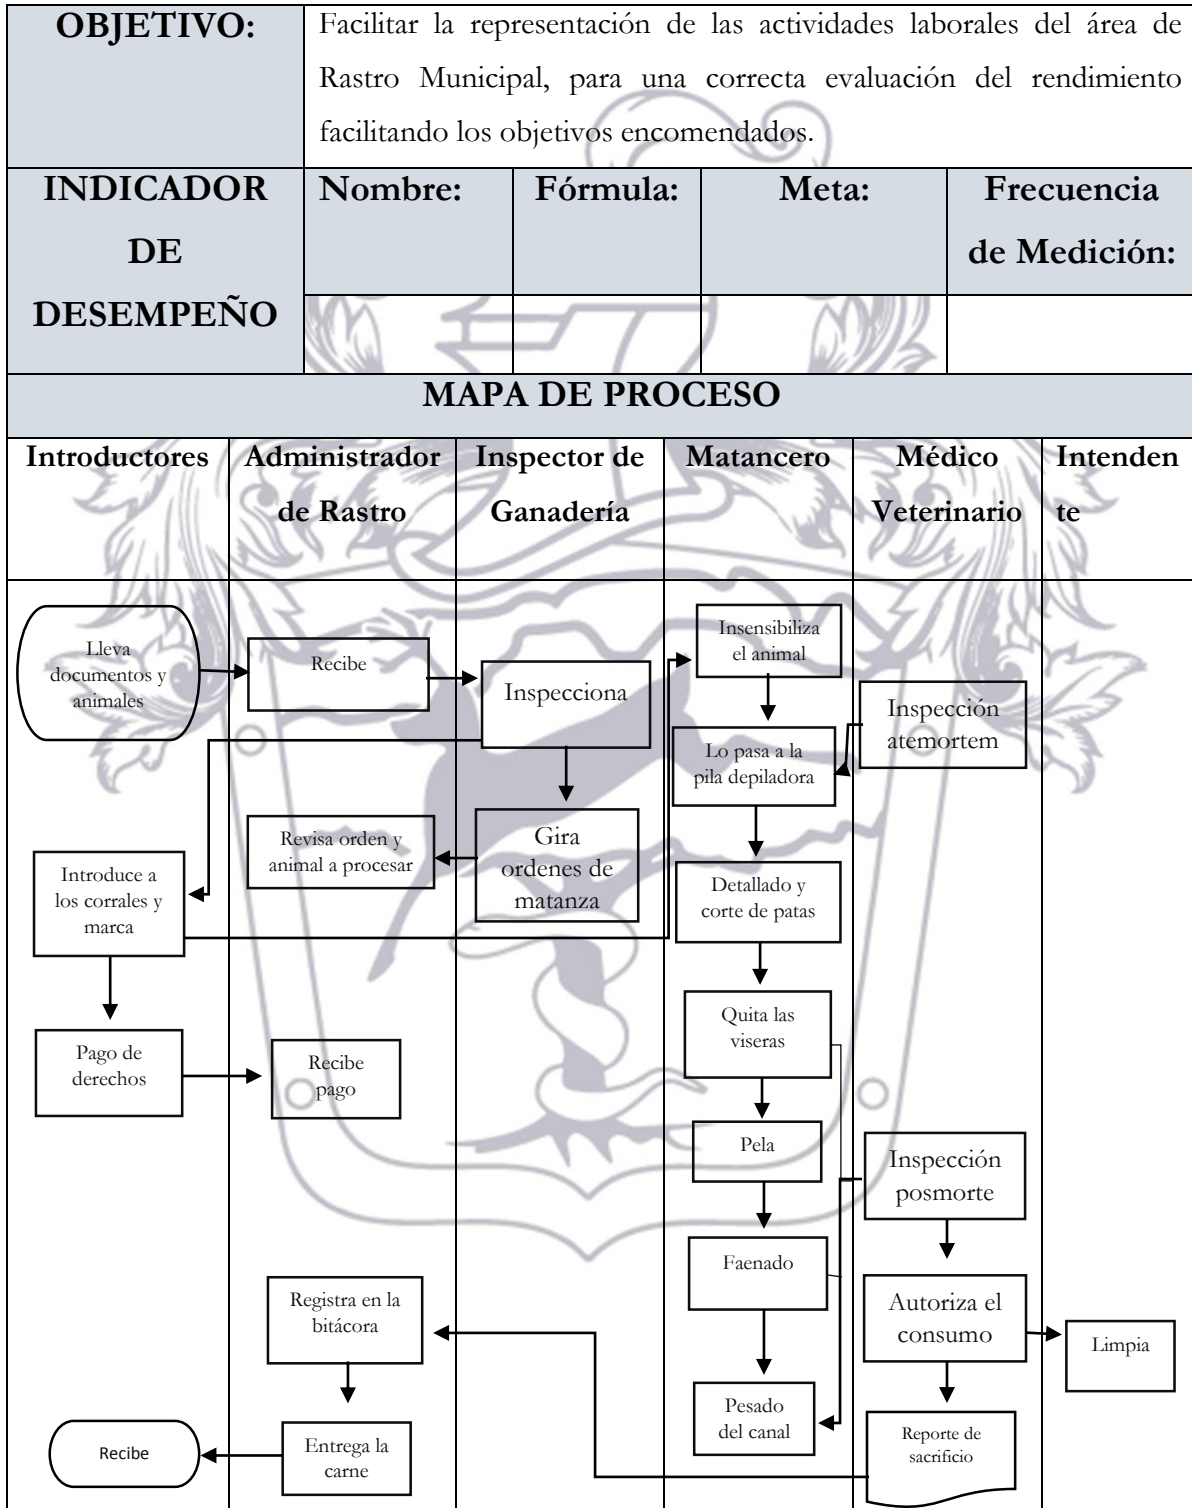 OBJETIVO:
Facilitar la representación de las actividades laborales del área de
Rastro Municipal, para una correcta evaluación del rendimiento
facilitando los objetivos encomendados.
INDICADOR
DE
DESEMPEÑO
Nombre:
Fórmula:
Meta:
Frecuencia
de Medición:
MAPA DE PROCESO
Introductores
Administrador
de Rastro
Inspector de
Ganadería
Matancero
Médico
Veterinario
Intenden
te
Lleva
documentos y
animales
Recibe
Inspecciona
Insensibiliza
el animal
Inspección
atemortem
Lo pasa a la
pila depiladora
Revisa orden y
animal a procesar
Gira
ordenes de
matanza
Introduce a
los corrales y
marca
Detallado y
corte de patas
Quita las
viseras
Pago de
derechos
Recibe
pago
Pela
Inspección
posmorte
Faenado
Registra en la
bitácora
Autoriza el
consumo
Limpia
Pesado
del canal
Reporte de
sacrificio
Entrega la
carne
Recibe